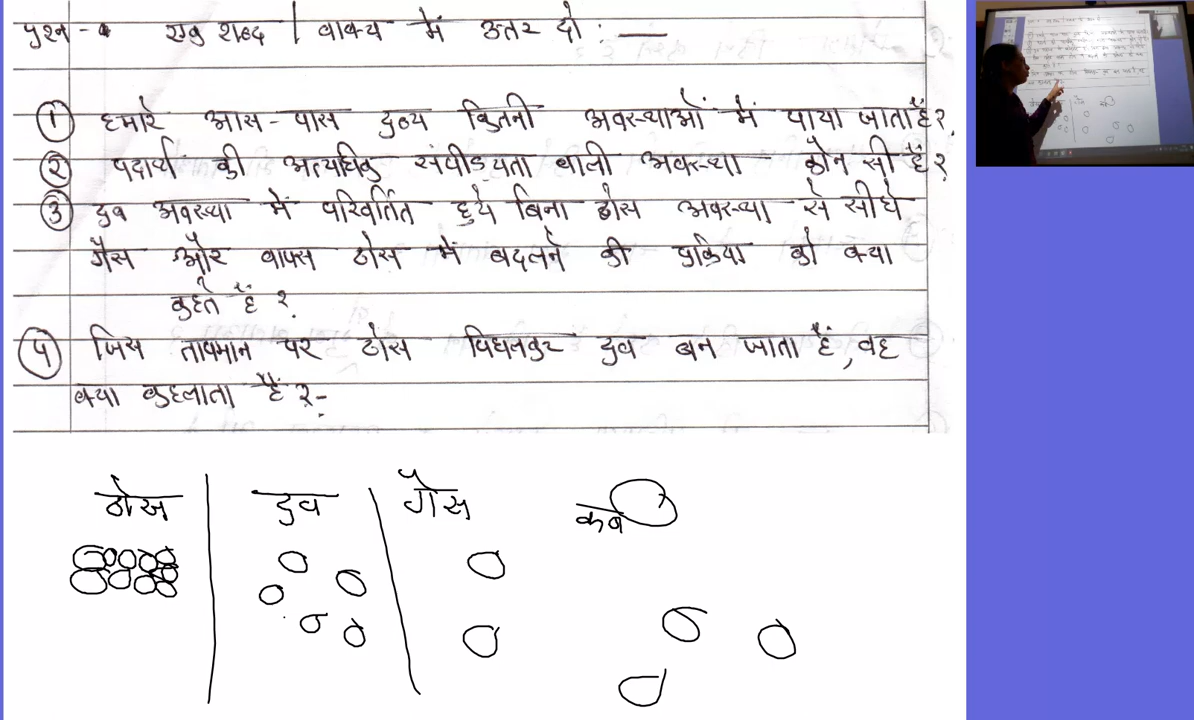 प्रश्न - एक शब्द / वाक्य में उत्तर दो : —
① हमारे आस-पास द्रव्य कितनी अवस्थाओं में पाया जाता है ?
② पदार्थ की अत्यधिक संपीड्यता वाली अवस्था कौन सी है ?
③ द्रव अवस्था में परिवर्तित हुये बिना ठोस अवस्था से सीधे
गैस और वापस ठोस में बदलने की प्रक्रिया को क्या
कहते हैं ?
④ जिस तापमान पर ठोस पिघलकर द्रव बन जाता है, वह
क्या कहलाता है ?-
ठोस द्रव गैस कब